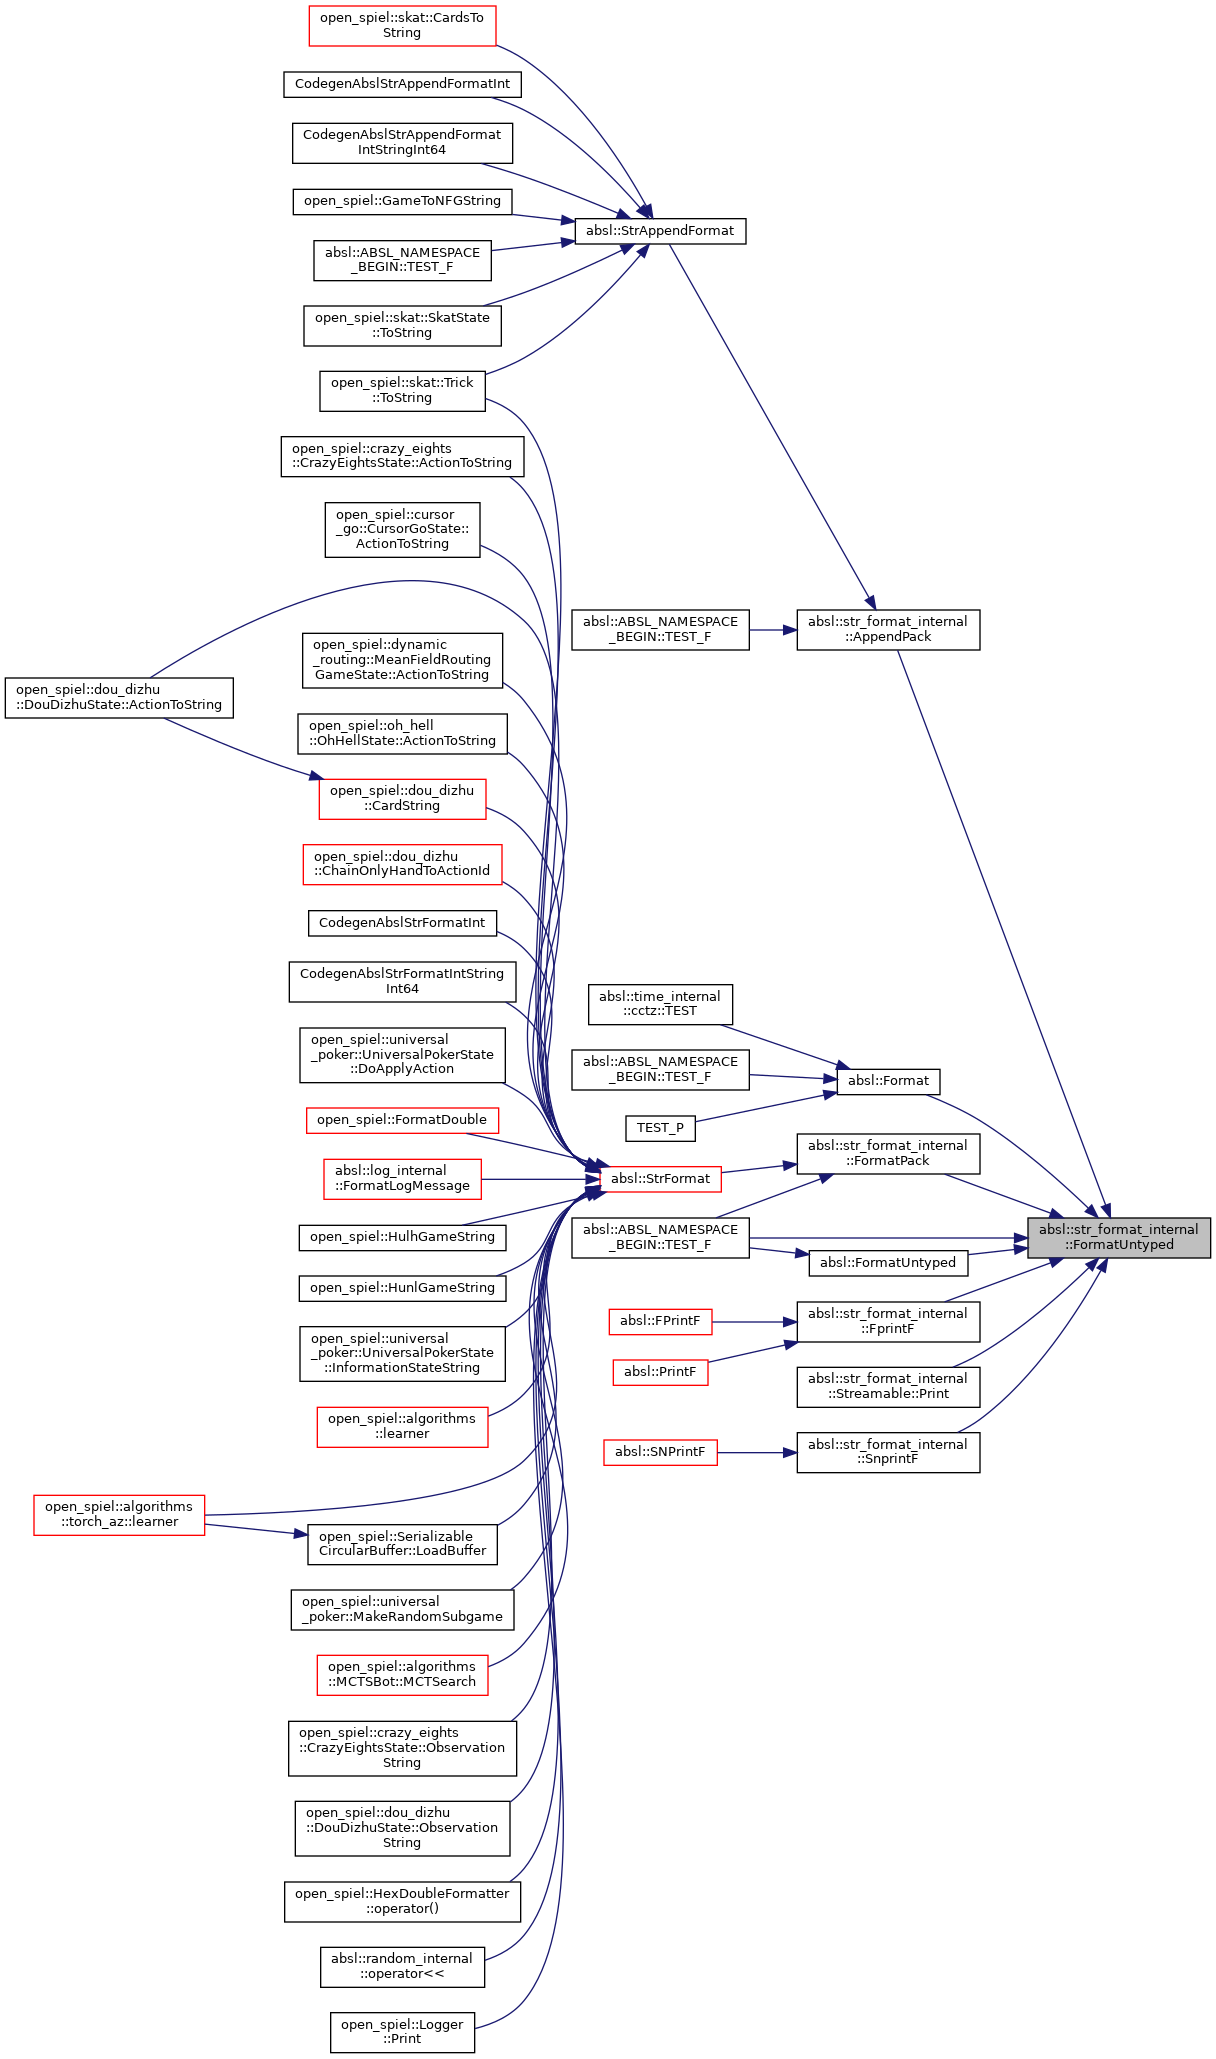 open_spiel::skat::CardsTo
String
CodegenAbslStrAppendFormatInt
CodegenAbslStrAppendFormat
IntStringInt64
open_spiel::GameToNFGString
absl::StrAppendFormat
absl::ABSL_NAMESPACE
_BEGIN::TEST_F
open_spiel::skat::SkatState
::ToString
open_spiel::skat::Trick
::ToString
open_spiel::crazy_eights
::CrazyEightsState::ActionToString
open_spiel::cursor
_go::CursorGoState::
ActionToString
absl::ABSL_NAMESPACE
_BEGIN::TEST_F
absl::str_format_internal
::AppendPack
open_spiel::dynamic
_routing::MeanFieldRouting
GameState::ActionToString
open_spiel::dou_dizhu
::DouDizhuState::ActionToString
open_spiel::oh_hell
::OhHellState::ActionToString
open_spiel::dou_dizhu
::CardString
open_spiel::dou_dizhu
::ChainOnlyHandToActionId
CodegenAbslStrFormatInt
CodegenAbslStrFormatIntString
Int64
absl::time_internal
::cctz::TEST
open_spiel::universal
_poker::UniversalPokerState
::DoApplyAction
absl::ABSL_NAMESPACE
_BEGIN::TEST_F
absl::Format
open_spiel::FormatDouble
TEST_P
absl::str_format_internal
::FormatPack
absl::log_internal
::FormatLogMessage
absl::StrFormat
open_spiel::HulhGameString
absl::ABSL_NAMESPACE
_BEGIN::TEST_F
absl::str_format_internal
::FormatUntyped
absl::FormatUntyped
open_spiel::HunlGameString
absl::FPrintF
absl::str_format_internal
::FprintF
open_spiel::universal
_poker::UniversalPokerState
::InformationStateString
absl::PrintF
absl::str_format_internal
::Streamable::Print
open_spiel::algorithms
::learner
absl::SNPrintF
absl::str_format_internal
::SnprintF
open_spiel::algorithms
::torch_az::learner
open_spiel::Serializable
CircularBuffer::LoadBuffer
open_spiel::universal
_poker::MakeRandomSubgame
open_spiel::algorithms
::MCTSBot::MCTSearch
open_spiel::crazy_eights
::CrazyEightsState::Observation
String
open_spiel::dou_dizhu
::DouDizhuState::Observation
String
open_spiel::HexDoubleFormatter
::operator()
absl::random_internal
::operator<<
open_spiel::Logger
::Print